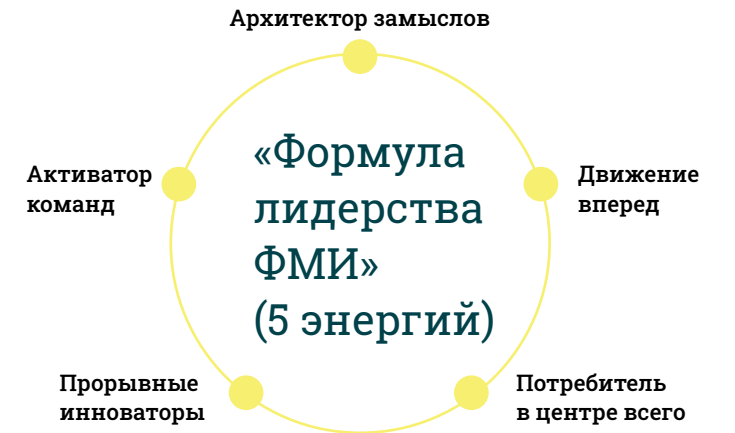 Архитектор замыслов
«Формула
лидерства
ФМИ»
(5 энергий)
Активатор
команд
Движение
вперед
Прорывные
инноваторы
Потребитель
в центре всего